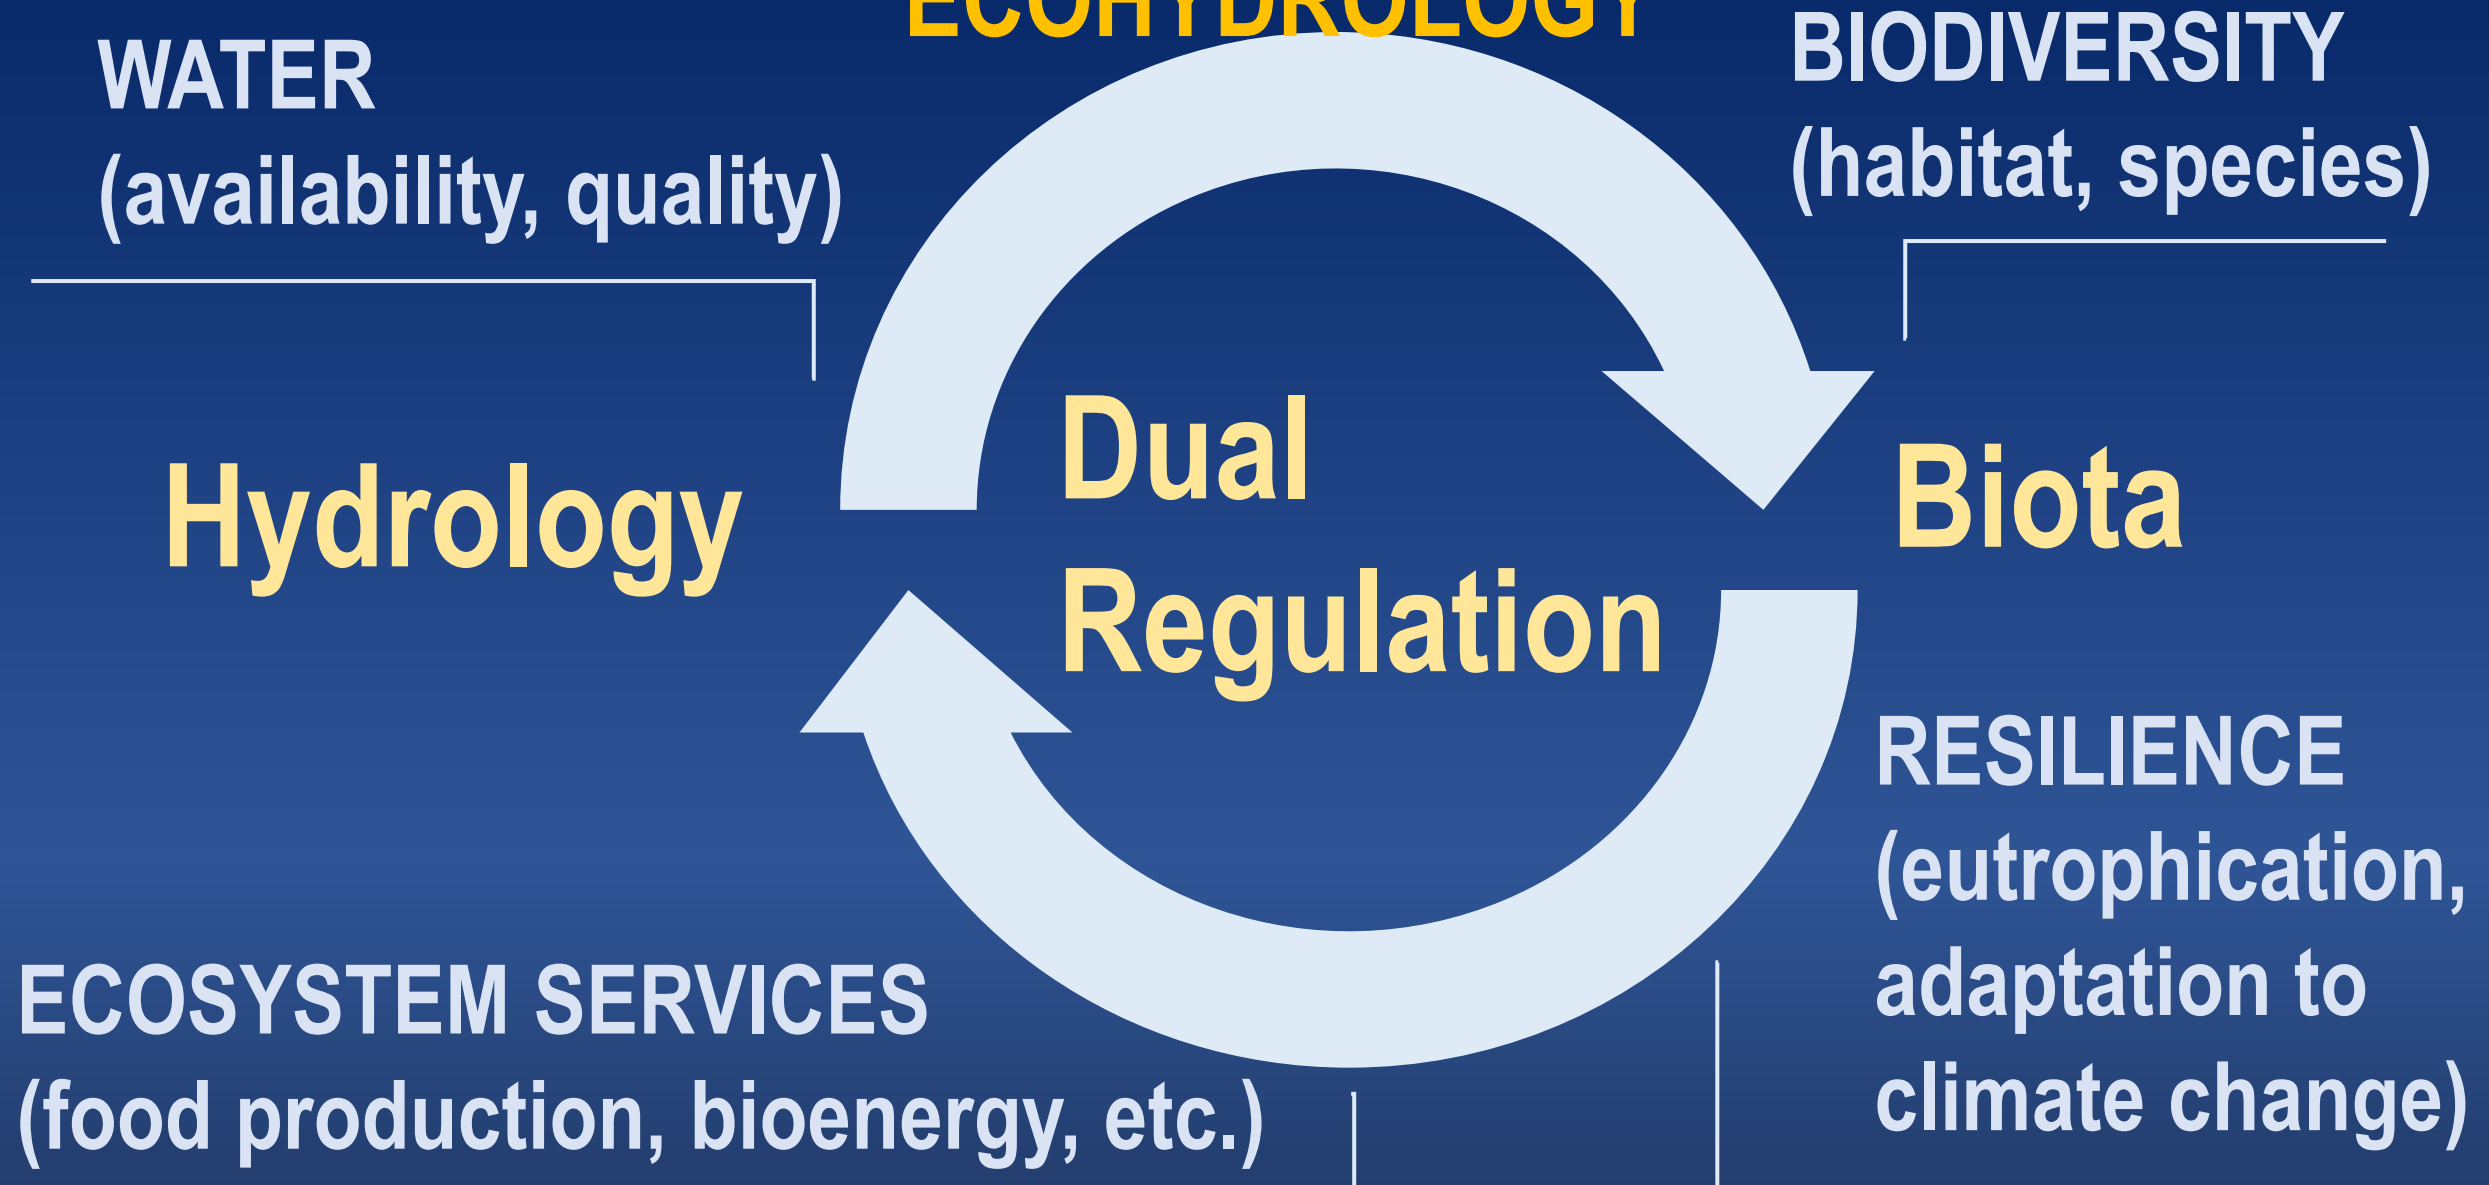 ECOHYDROLOGY
WATER
(availability, quality)
BIODIVERSITY
(habitat, species)
Hydrology
Dual
Regulation
Biota
ECOSYSTEM SERVICES
(food production, bioenergy, etc.)
RESILIENCE
(eutrophication,
adaptation to
climate change)